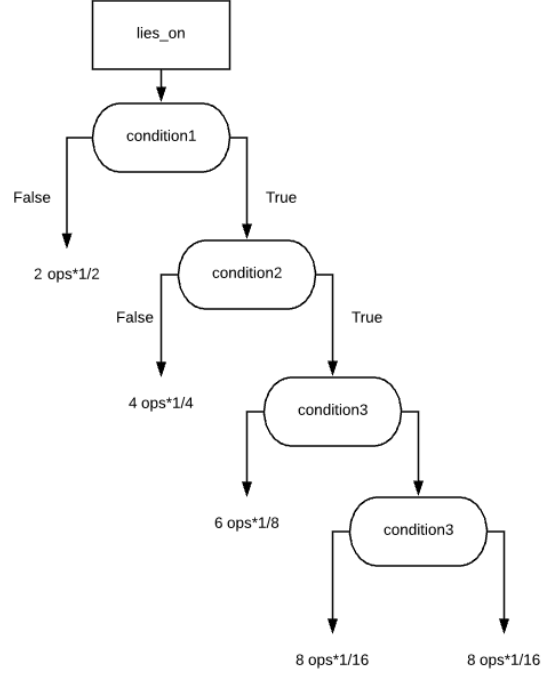 lies_on
condition1
False
True
2 ops*1/2
condition2
False
True
4 ops*1/4
condition3
6 ops*1/8
condition3
8 ops*1/16
8 ops*1/16